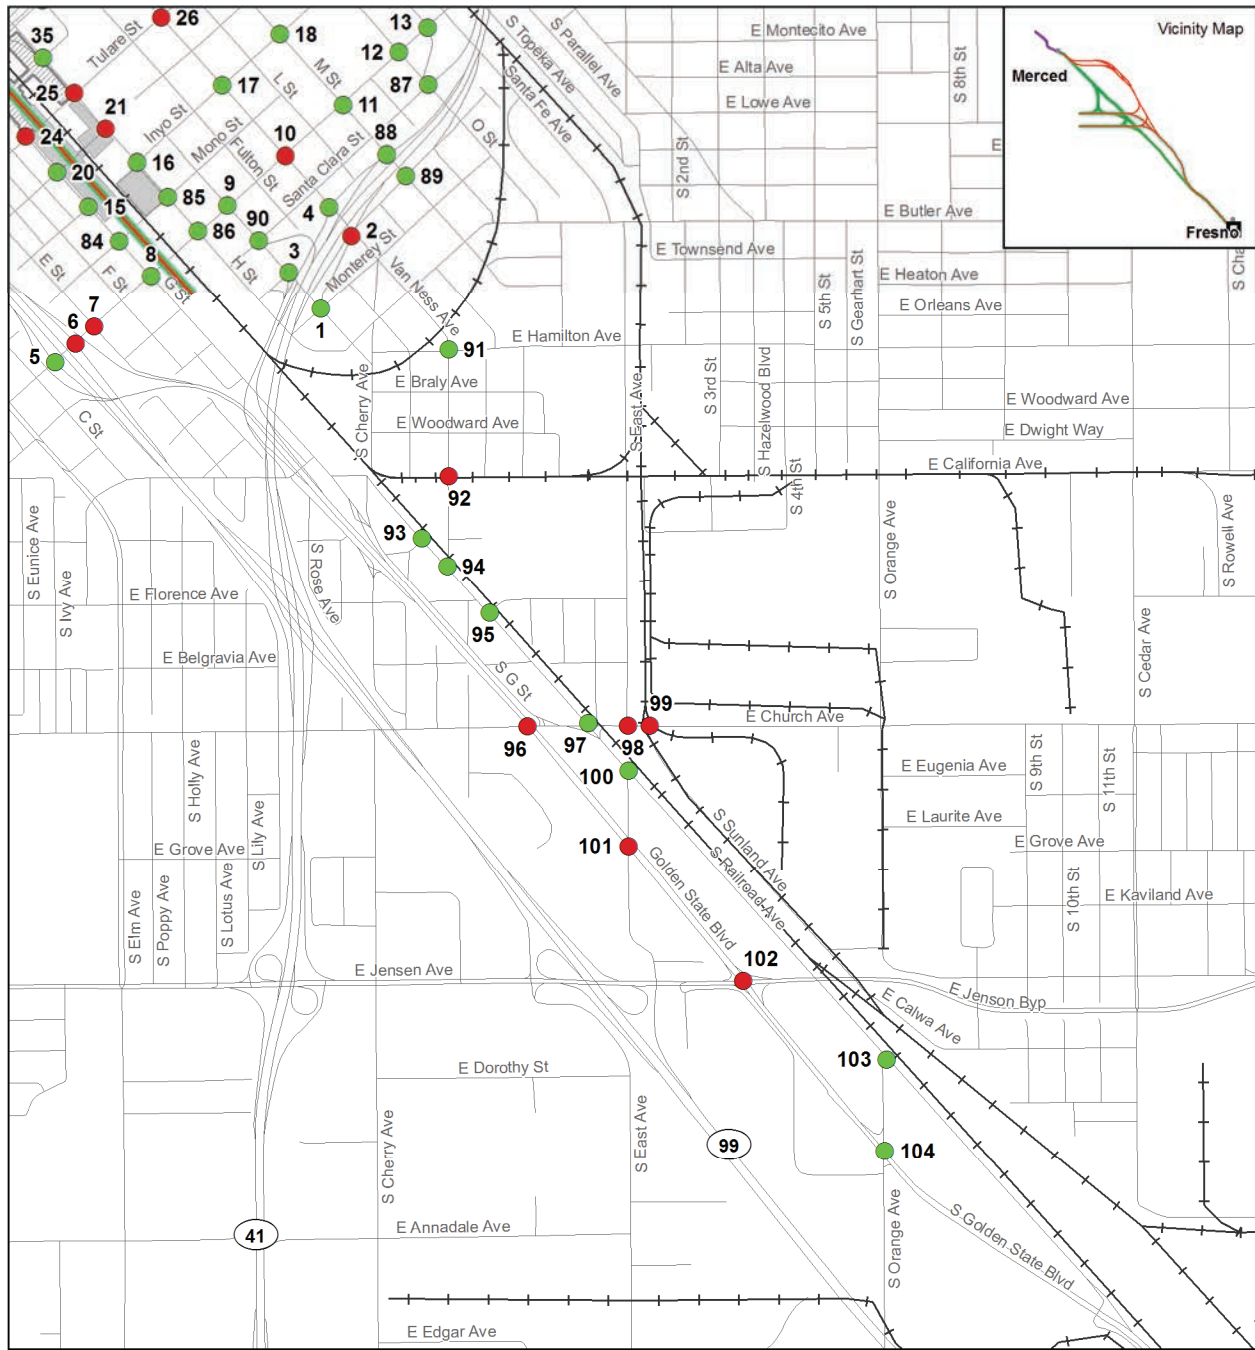 26
13
35
Tulare St
18
12
S Topeka Ave
S Parallel Ave
E Montecito Ave
S 8th St
Vicinity Map
Merced
Fresno
25
17
L St
M St
87
Santa Fe Ave
E Alta Ave
E Lowe Ave
21
Inyo St
11
24
Mono St
10
88
O St
E
16
Fulton St
Santa Clara St
20
89
S 2nd St
85
9
4
15
86
90
2
E Butler Ave
84
3
Monterey St
E Townsend Ave
8
H St
Van Ness Ave
E St
F St
G St
E Heaton Ave
S Cha
S 5th St
S Gearhart St
E Orleans Ave
7
1
6
E Hamilton Ave
5
91
S 3rd St
S Hazelwood Blvd
E Braly Ave
S Cherry Ave
S East Ave
E Woodward Ave
C St
E Woodward Ave
E Dwight Way
E California Ave
S 4th St
92
S Eunice Ave
S Ivy Ave
93
S Orange Ave
S Rowell Ave
S Rose Ave
94
E Florence Ave
95
S Cedar Ave
E Belgravia Ave
S G St
99
E Church Ave
96
97
98
S Holly Ave
100
E Eugenia Ave
S 9th St
S 11th St
S Lily Ave
S Sunland Ave
E Laurite Ave
101
E Grove Ave
S Railroad Ave
E Grove Ave
Golden State Blvd
S Elm Ave
S Poppy Ave
S Lotus Ave
S 10th St
E Kaviland Ave
102
E Jensen Ave
E Jenson Byp
E Calwa Ave
E Dorothy St
103
S Cherry Ave
S East Ave
99
104
41
E Annadale Ave
S Orange Ave
S Golden State Blvd
E Edgar Ave